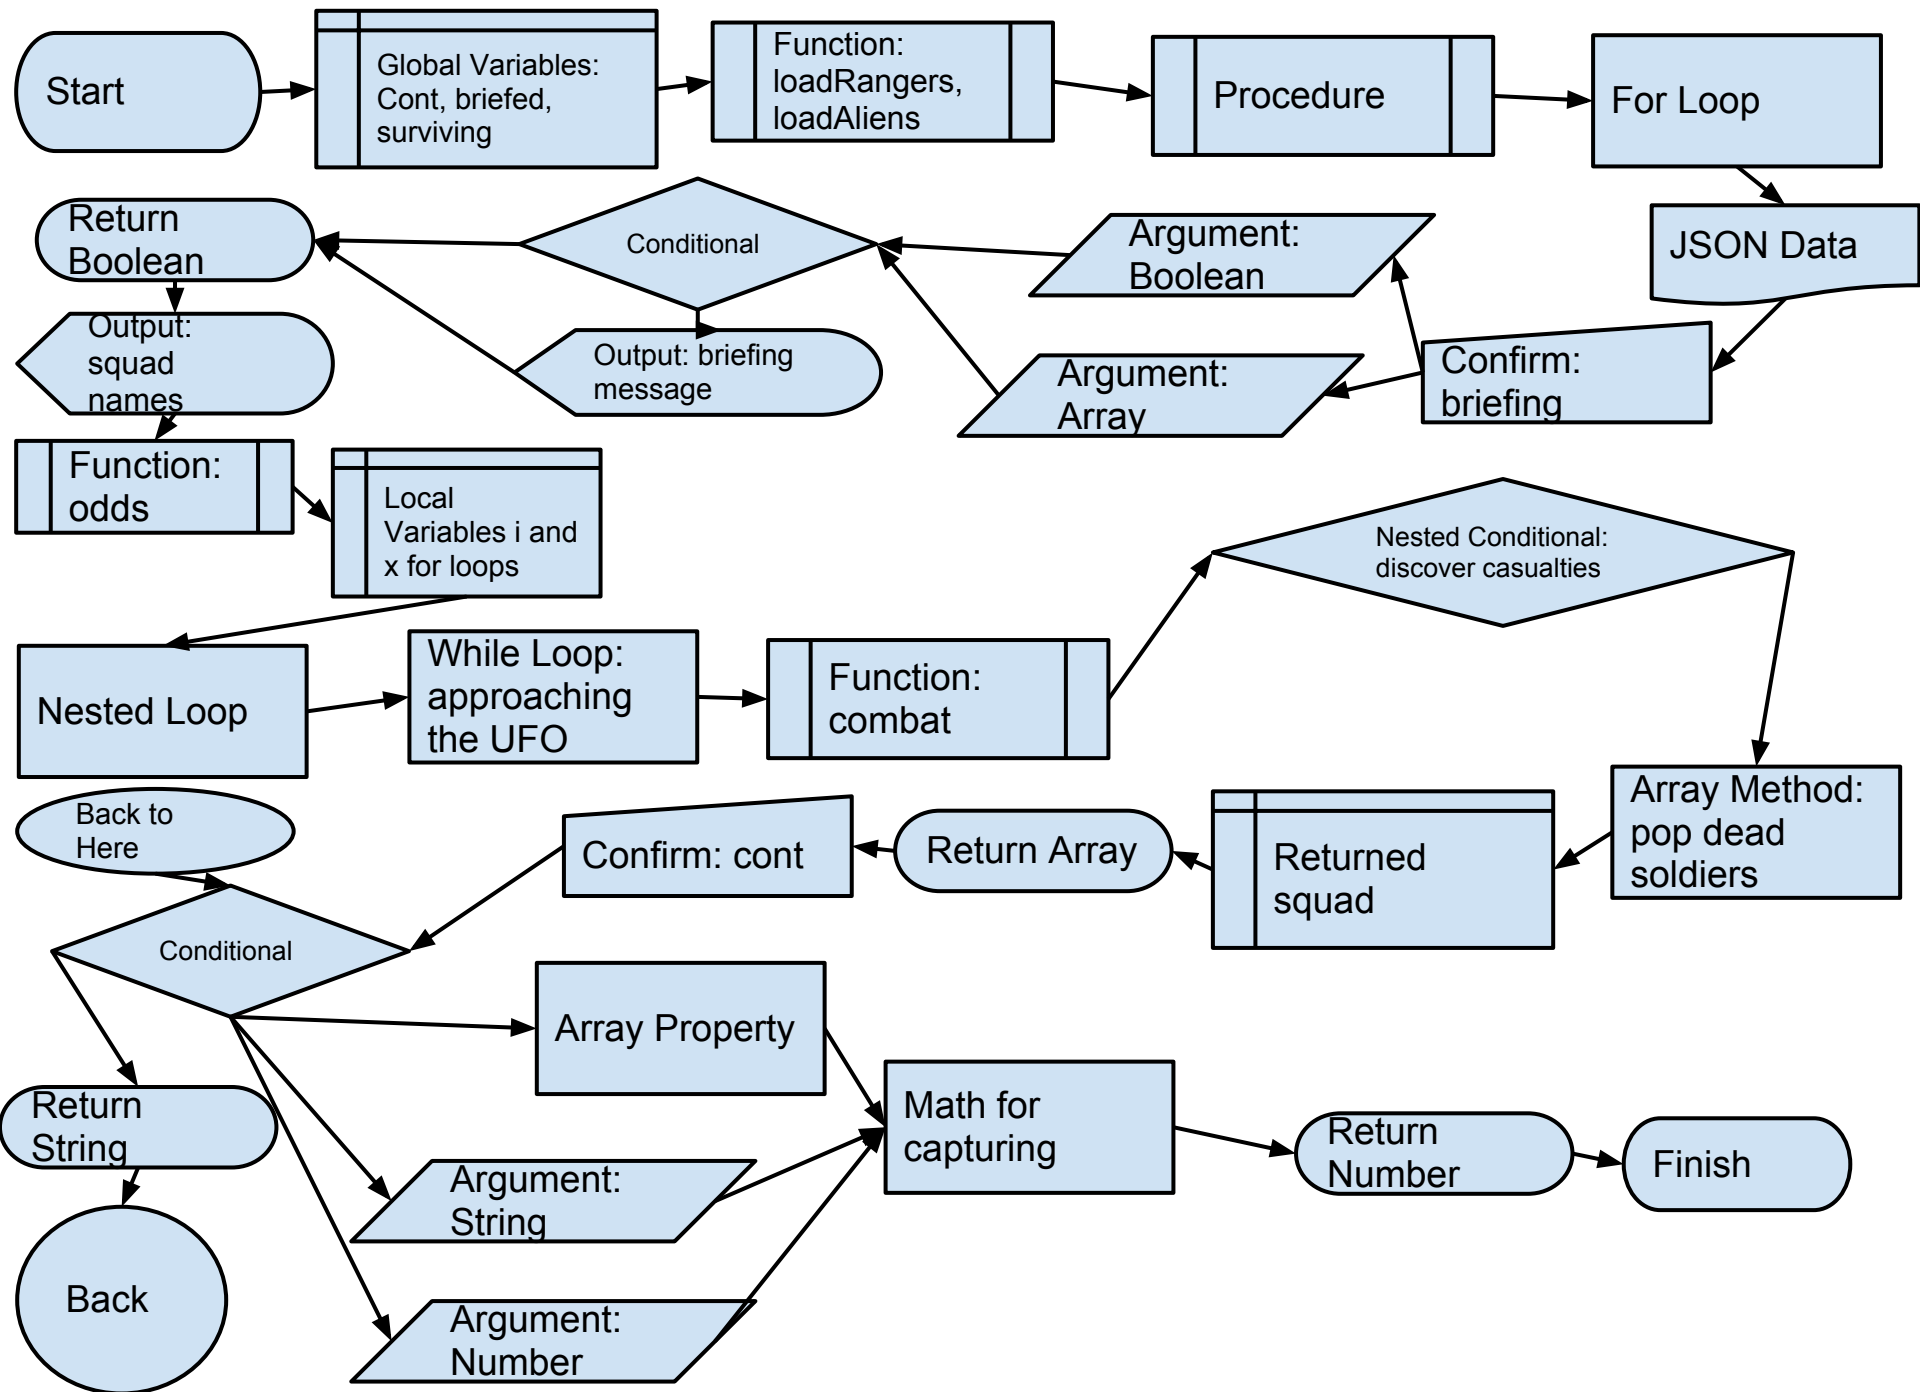 Start
Global Variables:
Cont, briefed,
surviving
Function:
loadRangers,
loadAliens
Procedure
For Loop
Return
Boolean
Conditional
Argument:
Boolean
JSON Data
Output:
squad
names
Output: briefing
message
Argument:
Array
Confirm:
briefing
Function:
odds
Local
Variables i and
x for loops
Nested Conditional:
discover casualties
Nested Loop
While Loop:
approaching
the UFO
Function:
combat
Array Method:
pop dead
soldiers
Back to
Here
Confirm: cont
Return Array
Returned
squad
Conditional
Array Property
Return
String
Math for
capturing
Return
Number
Finish
Argument:
String
Back
Argument:
Number